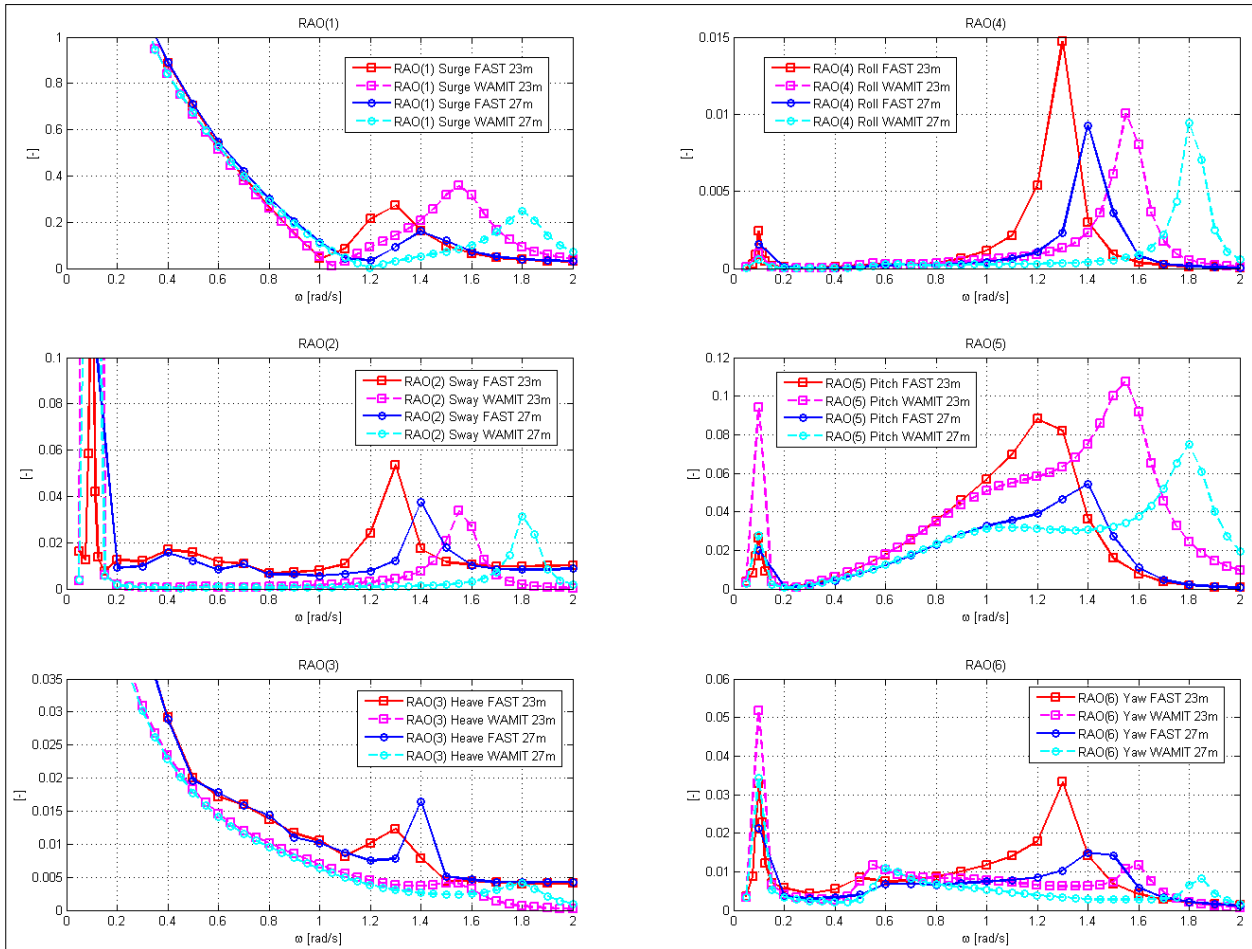 RAO(1)
1
0.8
0.6
0.4
0.2
0
[-]
0 0.2 0.4 0.6 0.8 1 1.2 1.4 1.6 1.8 2
ω [rad/s]
RAO(1) Surge FAST 23m
RAO(1) Surge WAMIT 23m
RAO(1) Surge FAST 27m
RAO(1) Surge WAMIT 27m
RAO(4)
0.015
0.01
0.005
0
[-]
0 0.2 0.4 0.6 0.8 1 1.2 1.4 1.6 1.8 2
ω [rad/s]
RAO(4) Roll FAST 23m
RAO(4) Roll WAMIT 23m
RAO(4) Roll FAST 27m
RAO(4) Roll WAMIT 27m
RAO(2)
0.1
0.08
0.06
0.04
0.02
0
[-]
0 0.2 0.4 0.6 0.8 1 1.2 1.4 1.6 1.8 2
ω [rad/s]
RAO(2) Sway FAST 23m
RAO(2) Sway WAMIT 23m
RAO(2) Sway FAST 27m
RAO(2) Sway WAMIT 27m
RAO(5)
0.12
0.1
0.08
0.06
0.04
0.02
0
[-]
0 0.2 0.4 0.6 0.8 1 1.2 1.4 1.6 1.8 2
ω [rad/s]
RAO(5) Pitch FAST 23m
RAO(5) Pitch WAMIT 23m
RAO(5) Pitch FAST 27m
RAO(5) Pitch WAMIT 27m
RAO(3)
0.035
0.03
0.025
0.02
0.015
0.01
0.005
0
[-]
0 0.2 0.4 0.6 0.8 1 1.2 1.4 1.6 1.8 2
ω [rad/s]
RAO(3) Heave FAST 23m
RAO(3) Heave WAMIT 23m
RAO(3) Heave FAST 27m
RAO(3) Heave WAMIT 27m
RAO(6)
0.06
0.05
0.04
0.03
0.02
0.01
0
[-]
0 0.2 0.4 0.6 0.8 1 1.2 1.4 1.6 1.8 2
ω [rad/s]
RAO(6) Yaw FAST 23m
RAO(6) Yaw WAMIT 23m
RAO(6) Yaw FAST 27m
RAO(6) Yaw WAMIT 27m